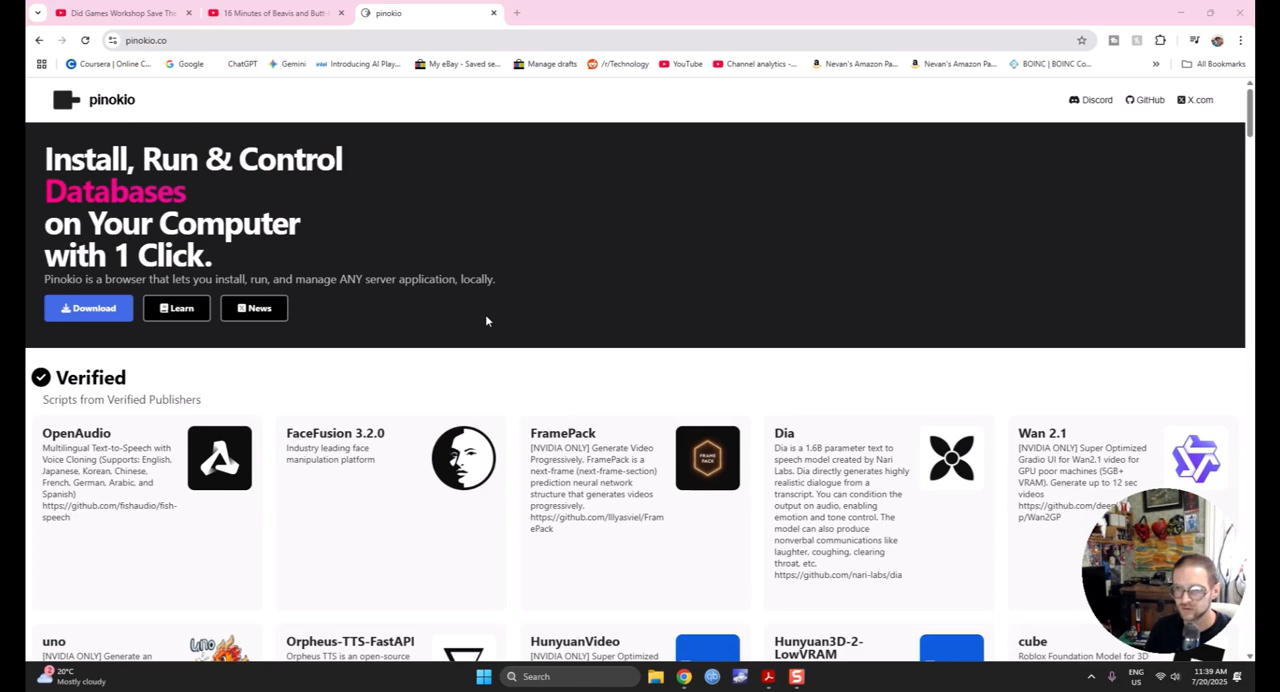 Did Games Workshop Save The
16 Minutes of Beavis and Butt-
pinokio
pinokio.co
Coursera | Online C...
Google
ChatGPT
Gemini
Introducing AI Play...
My eBay - Saved se...
Manage drafts
/r/Technology
YouTube
Channel analytics -...
Nevan's Amazon Pa...
Nevan's Amazon Pa...
BOINC | BOINC Co...
»
All Bookmarks
pinokio
Discord
GitHub
X.com
Install, Run & Control
Databases
on Your Computer
with 1 Click.
Pinokio is a browser that lets you install, run, and manage ANY server application, locally.
Download
Learn
News
Verified
Scripts from Verified Publishers
OpenAudio
Multilingual Text-to-Speech with
Voice Cloning (Supports: English,
Japanese, Korean, Chinese,
French, German, Arabic, and
Spanish)
https://github.com/fishaudio/fish-
speech
FaceFusion 3.2.0
Industry leading face
manipulation platform
FramePack
[NVIDIA ONLY] Generate Video
Progressively. FramePack is a
next-frame (next-frame-section)
prediction neural network
structure that generates videos
progressively.
https://github.com/lllyasviel/Fram
ePack
FRAME
PACK
Dia
Dia is a 1.6B parameter text to
speech model created by Nari
Labs. Dia directly generates highly
realistic dialogue from a
transcript. You can condition the
output on audio, enabling
emotion and tone control. The
model can also produce
nonverbal communications like
laughter, coughing, clearing
throat, etc.
https://github.com/nari-labs/dia
Wan 2.1
[NVIDIA ONLY] Super Optimized
Gradio UI for Wan2.1 video for
GPU poor machines (5GB+
VRAM). Generate up to 12 sec
videos
https://github.com/deep
p/Wan2GP
uno
[NVIDIA ONLY] Generate an
UNO
Orpheus-TTS-FastAPI
Orpheus TTS is an open-source
HunyuanVideo
[NVIDIA ONLY] Super Optimized
Hunyuan3D-2-
LowVRAM
cube
Roblox Foundation Model for 3D
2
20°C
Mostly cloudy
Search
ENG
US
11:39 AM
7/20/2025